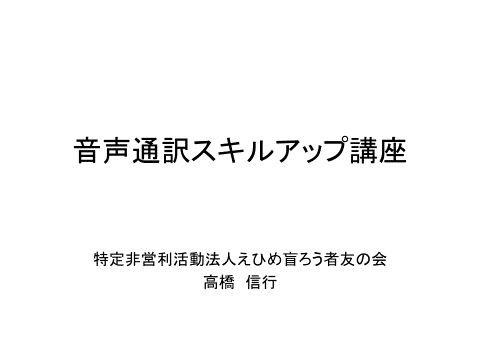 音声通訳スキルアップ講座
特定非営利活動法人えひめ盲ろう者友の会
高橋　信行